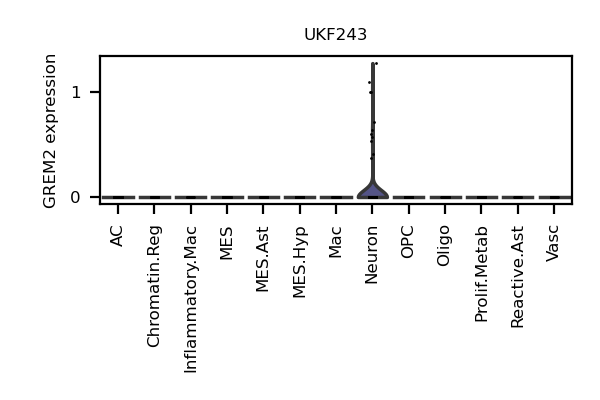 UKF243
GREM2 expression
1
0
AC
Chromatin.Reg
Inflammatory.Mac
MES
MES.Ast
MES.Hyp
Mac
Neuron
OPC
Oligo
Prolif.Metab
Reactive.Ast
Vasc